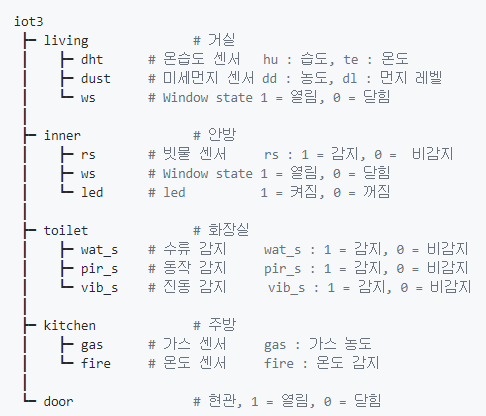 iot3
├─ living # 거실
│ ├─ dht # 온습도 센서 hu : 습도, te : 온도
│ ├─ dust # 미세먼지 센서 dd : 농도, dl : 먼지 레벨
│ └─ ws # Window state 1 = 열림, 0 = 닫힘
│
├─ inner # 안방
│ ├─ rs # 빗물 센서 rs : 1 = 감지, 0 = 비감지
│ ├─ ws # Window state 1 = 열림, 0 = 닫힘
│ └─ led # led 1 = 켜짐, 0 = 꺼짐
│
├─ toilet # 화장실
│ ├─ wat_s # 수류 감지 wat_s : 1 = 감지, 0 = 비감지
│ ├─ pir_s # 동작 감지 pir_s : 1 = 감지, 0 = 비감지
│ └─ vib_s # 진동 감지 vib_s : 1 = 감지, 0 = 비감지
│
├─ kitchen # 주방
│ ├─ gas # 가스 센서 gas : 가스 농도
│ └─ fire # 온도 센서 fire : 온도 감지
│
└─ door # 현관, 1 = 열림, 0 = 닫힘